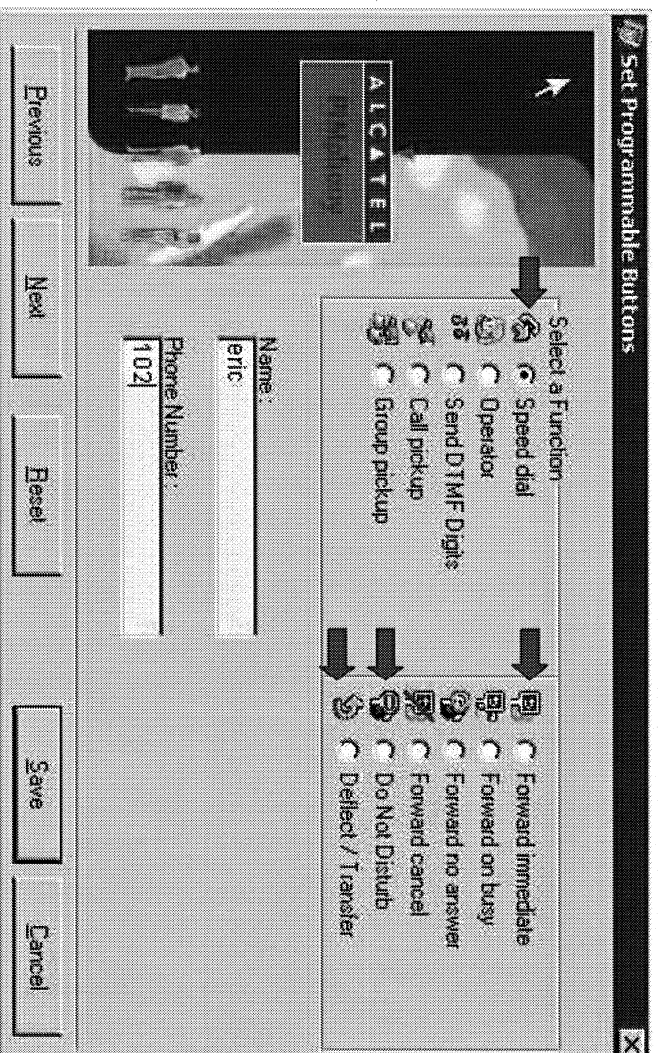 Set Programmable Buttons
ALCATEL
Select a Function
Speed dial
Operator
Send DTMF Digits
Call pickup
Group pickup
Forward immediate
Forward on busy
Forward no answer
Forward cancel
Do Not Disturb
Deflect / Transfer
Name :
eric
Phone Number :
102
Previous
Next
Reset
Save
Cancel